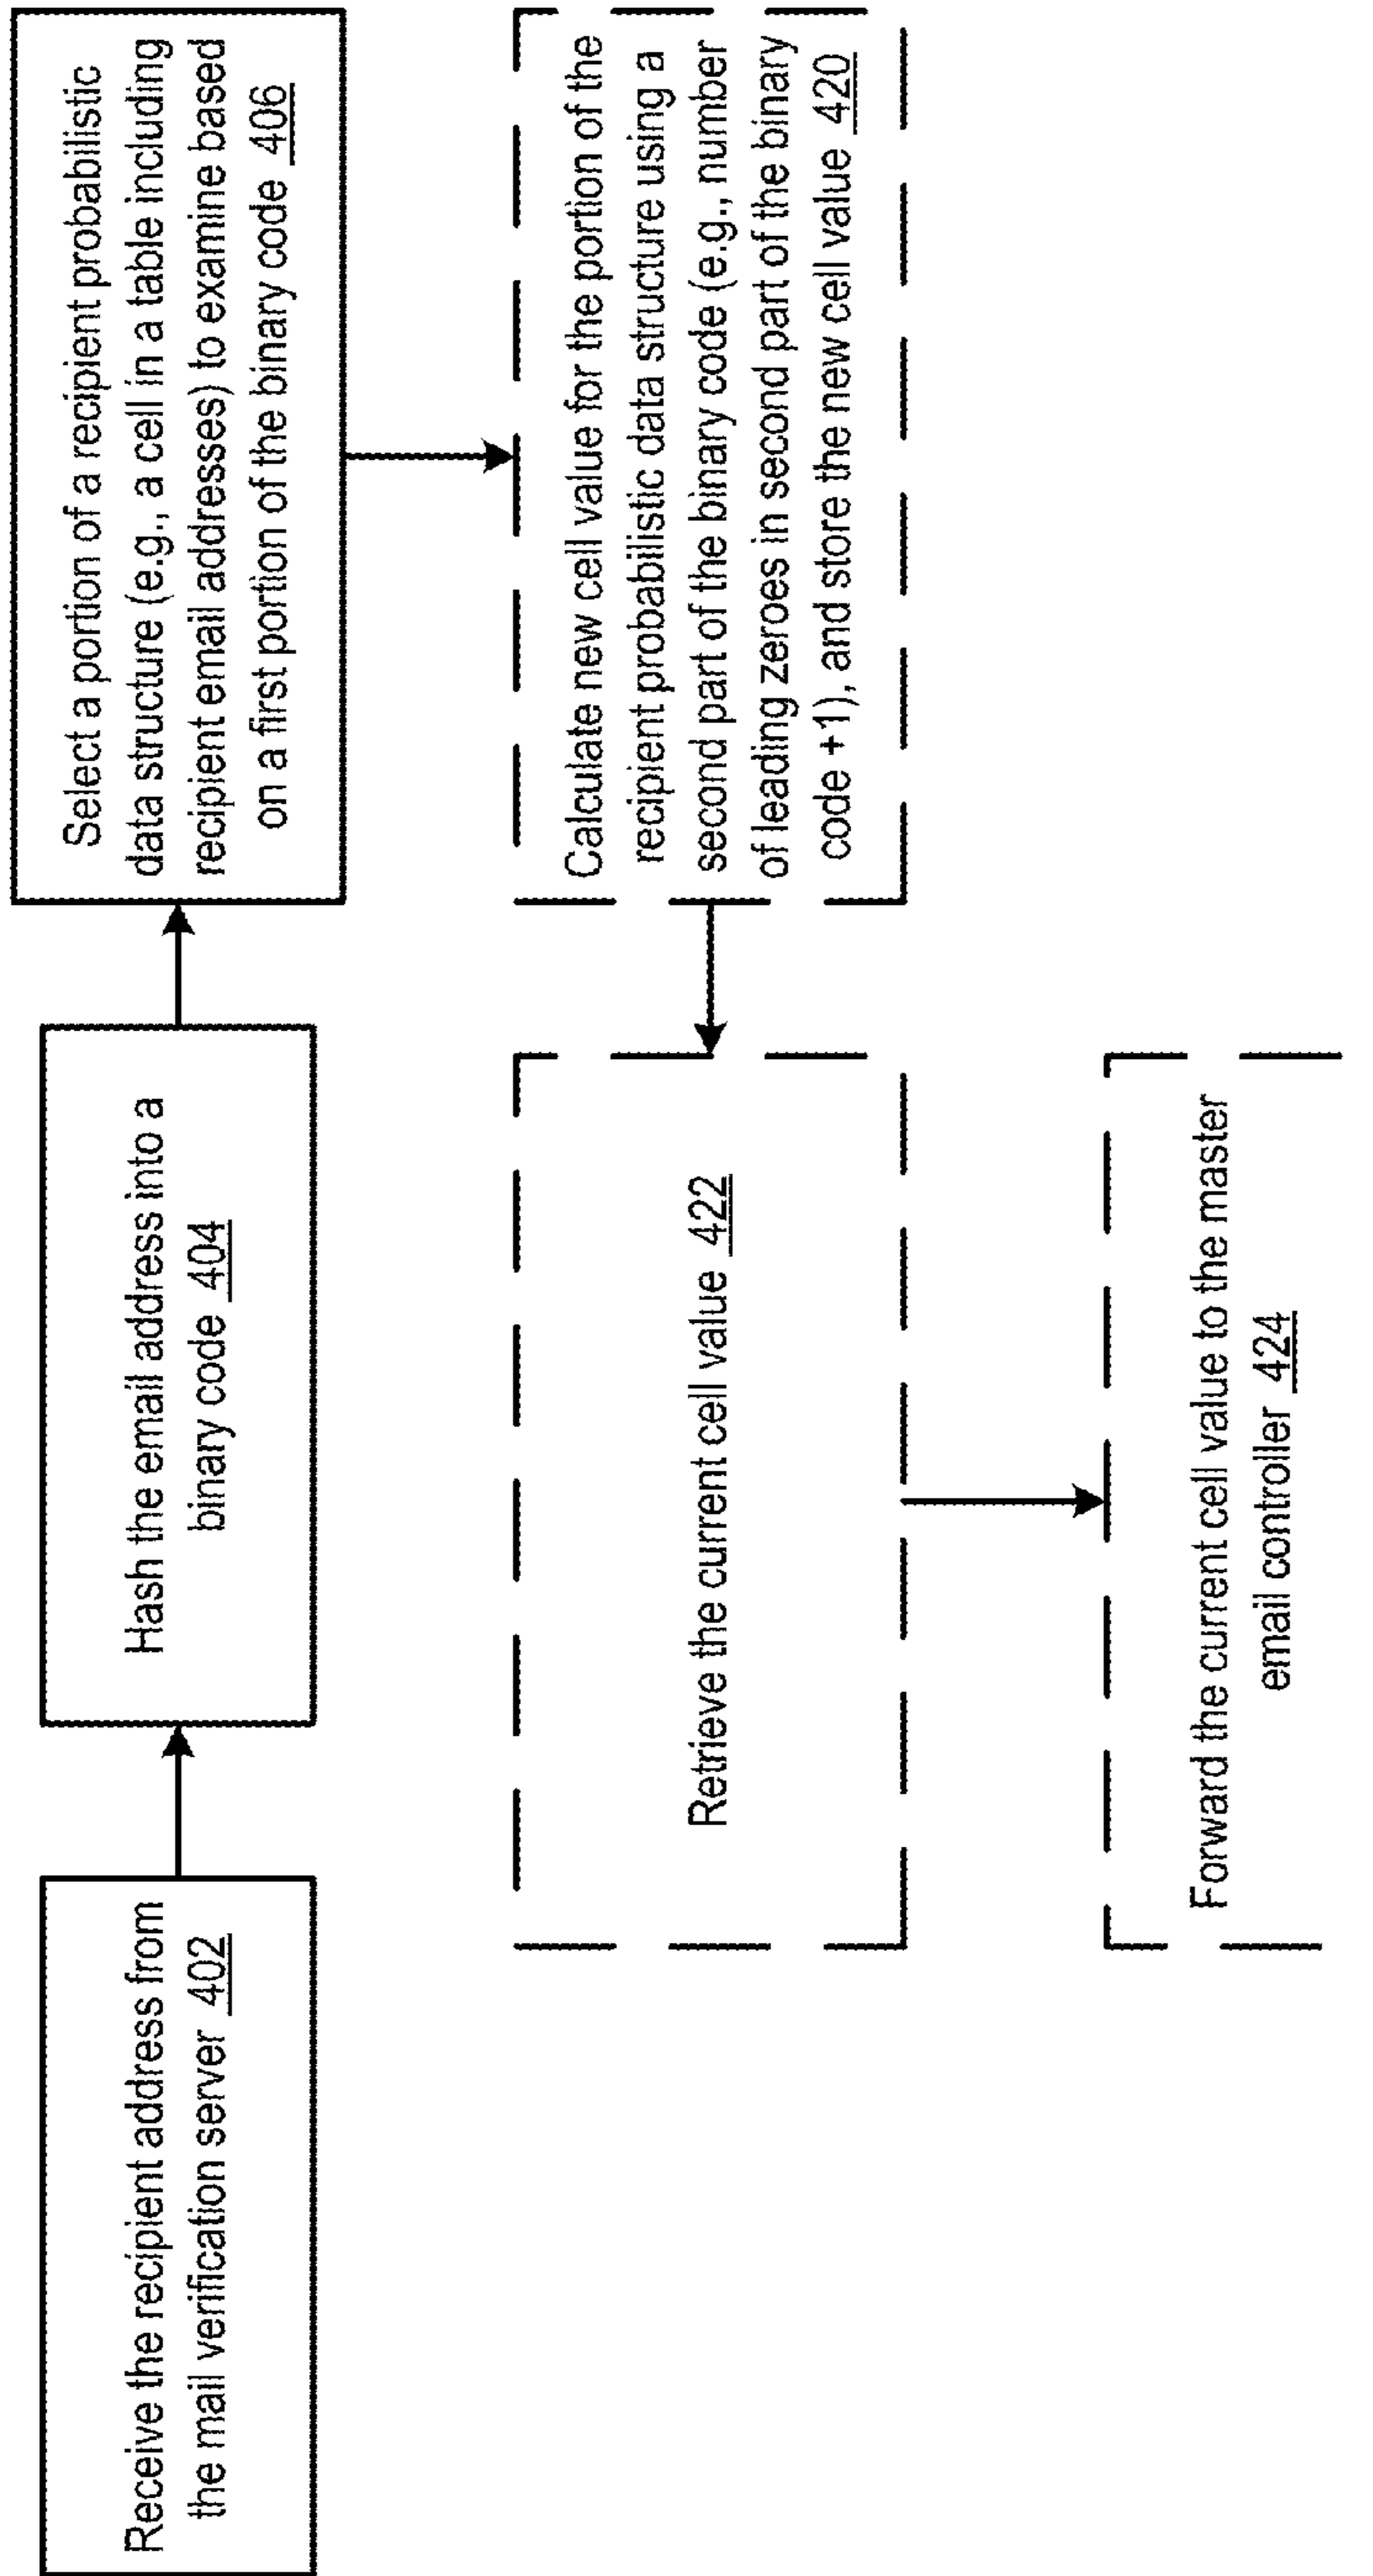 Receive the recipient address from
the mail verification server 402
Hash the email address into a
binary code 404
Select a portion of a recipient probabilistic
data structure (e.g., a cell in a table including
recipient email addresses) to examine based
on a first portion of the binary code 406
Calculate new cell value for the portion of the
recipient probabilistic data structure using a
second part of the binary code (e.g., number
of leading zeroes in second part of the binary
code +1), and store the new cell value 420
Retrieve the current cell value 422
Forward the current cell value to the master
email controller 424